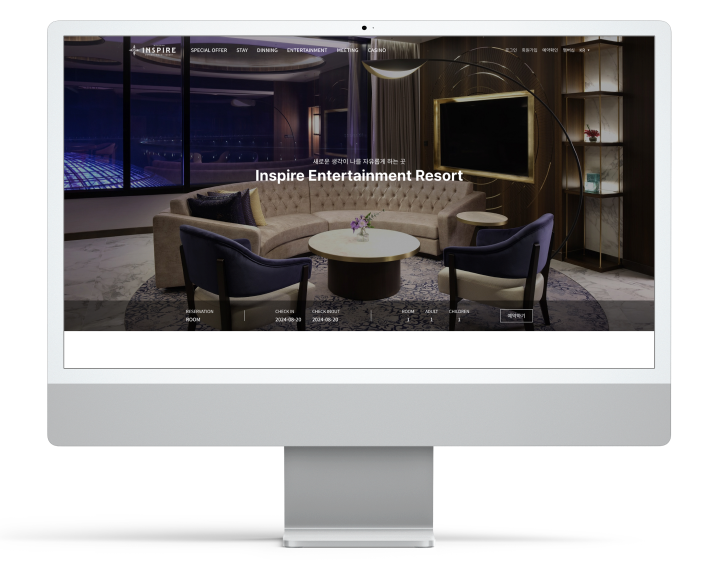 INSPIRE
SPECIAL OFFER STAY DINNING ENTERTAINMENT MEETING CASINO
로그인 회원가입 예약확인 멤버십
새로운 생각이 나를 자유롭게 하는 곳
Inspire Entertainment Resort
RESERVATION CHECK IN CHECK INOUT ROOM ADULT CHILDREN
ROOM 2024-08-20 2024-08-20 1 1 1
예약하기